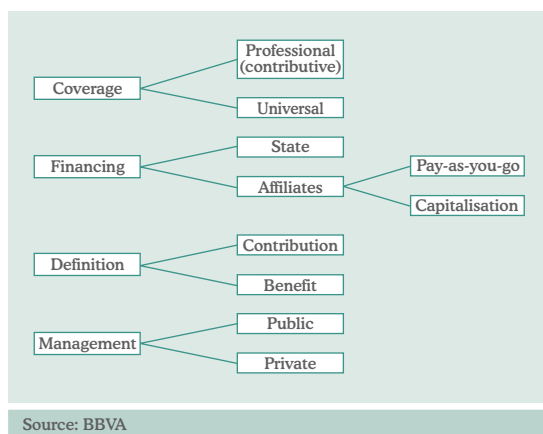 Professional
(contributive)
Coverage
Universal
State
Financing
Pay-as-you-go
Affiliates
Capitalisation
Contribution
Definition
Benefit
Public
Management
Private
Source: BBVA